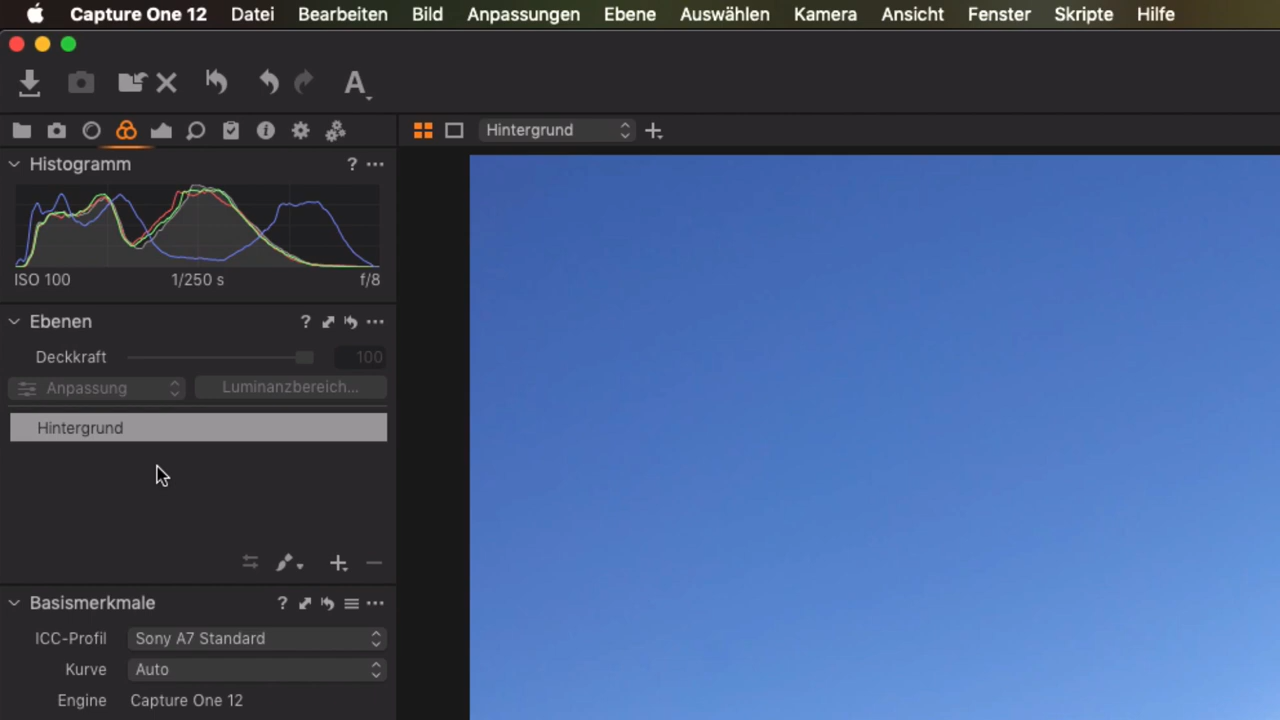 Capture One 12 Datei Bearbeiten Bild Anpassungen Ebene Auswählen Kamera Ansicht Fenster Skripte Hilfe
A
Hintergrund
Histogramm ?
ISO 100 1/250 s f/8
Ebenen ?
Deckkraft 100
Anpassung Luminanzbereich...
Hintergrund
Basismerkmale ?
ICC-Profil Sony A7 Standard
Kurve Auto
Engine Capture One 12